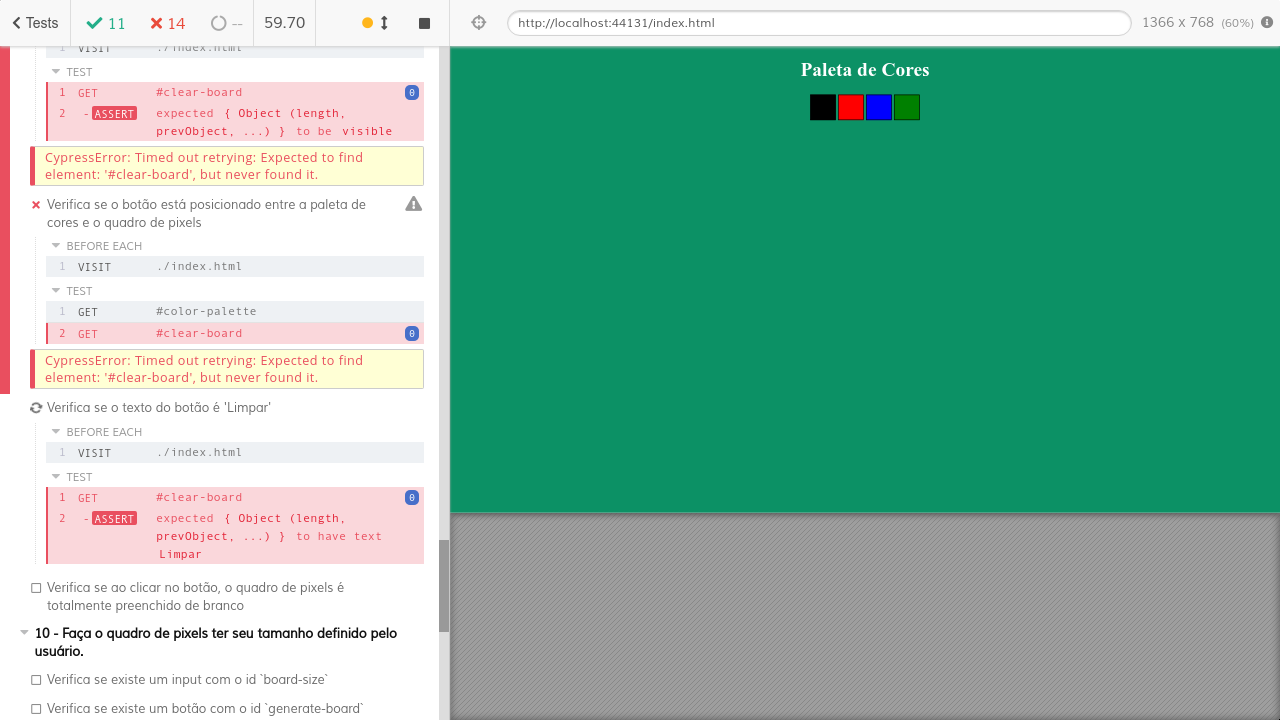 Tests 11 14 -- 59.70 http://localhost:44131/index.html 1366 x 768 (60%)
1 VISIT ./index.html
TEST
1 GET #clear-board 0
2 -ASSERT expected { Object (length,
prevObject, ...) } to be visible
CypressError: Timed out retrying: Expected to find
element: '#clear-board', but never found it.
Verifica se o botão está posicionado entre a paleta de
cores e o quadro de pixels
BEFORE EACH
1 VISIT ./index.html
TEST
1 GET #color-palette
2 GET #clear-board 0
CypressError: Timed out retrying: Expected to find
element: '#clear-board', but never found it.
Verifica se o texto do botão é 'Limpar'
BEFORE EACH
1 VISIT ./index.html
TEST
1 GET #clear-board 0
2 -ASSERT expected { Object (length,
prevObject, ...) } to have text
Limpar
Verifica se ao clicar no botão, o quadro de pixels é
totalmente preenchido de branco
10 - Faça o quadro de pixels ter seu tamanho definido pelo
usuário.
Verifica se existe um input com o id `board-size`
Verifica se existe um botão com o id `generate-board`
Paleta de Cores